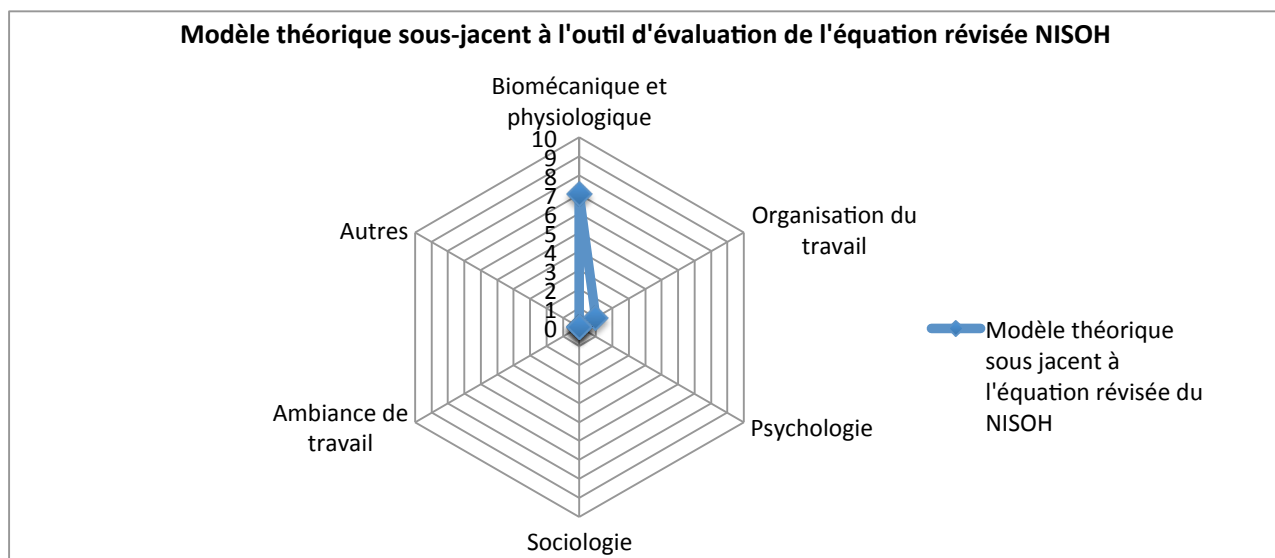 Modèle théorique sous-jacent à l'outil d'évaluation de l'équation révisée NISOH
Biomécanique et
physiologique
10
9
8
7
6
5
4
3
2
1
0
Organisation du
travail
Psychologie
Sociologie
Ambiance de
travail
Autres
Modèle théorique
sous jacent à
l'équation révisée du
NISOH